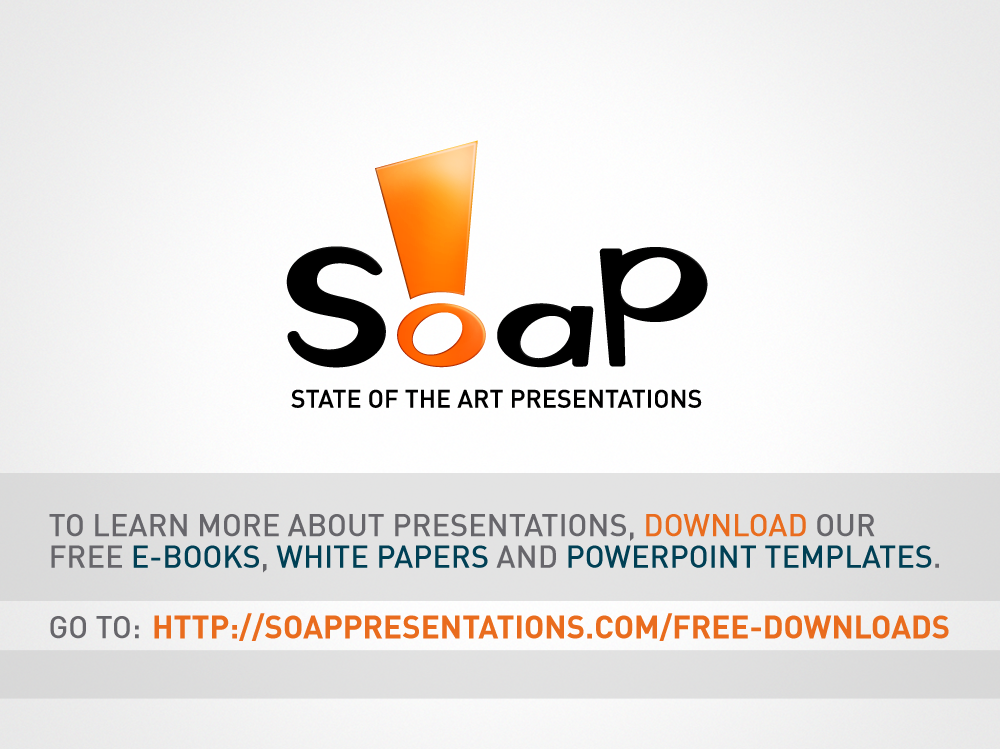 Soap
STATE OF THE ART PRESENTATIONS
TO LEARN MORE ABOUT PRESENTATIONS, DOWNLOAD OUR
FREE E-BOOKS, WHITE PAPERS AND POWERPOINT TEMPLATES.
GO TO: HTTP://SOAPPRESENTATIONS.COM/FREE-DOWNLOADS